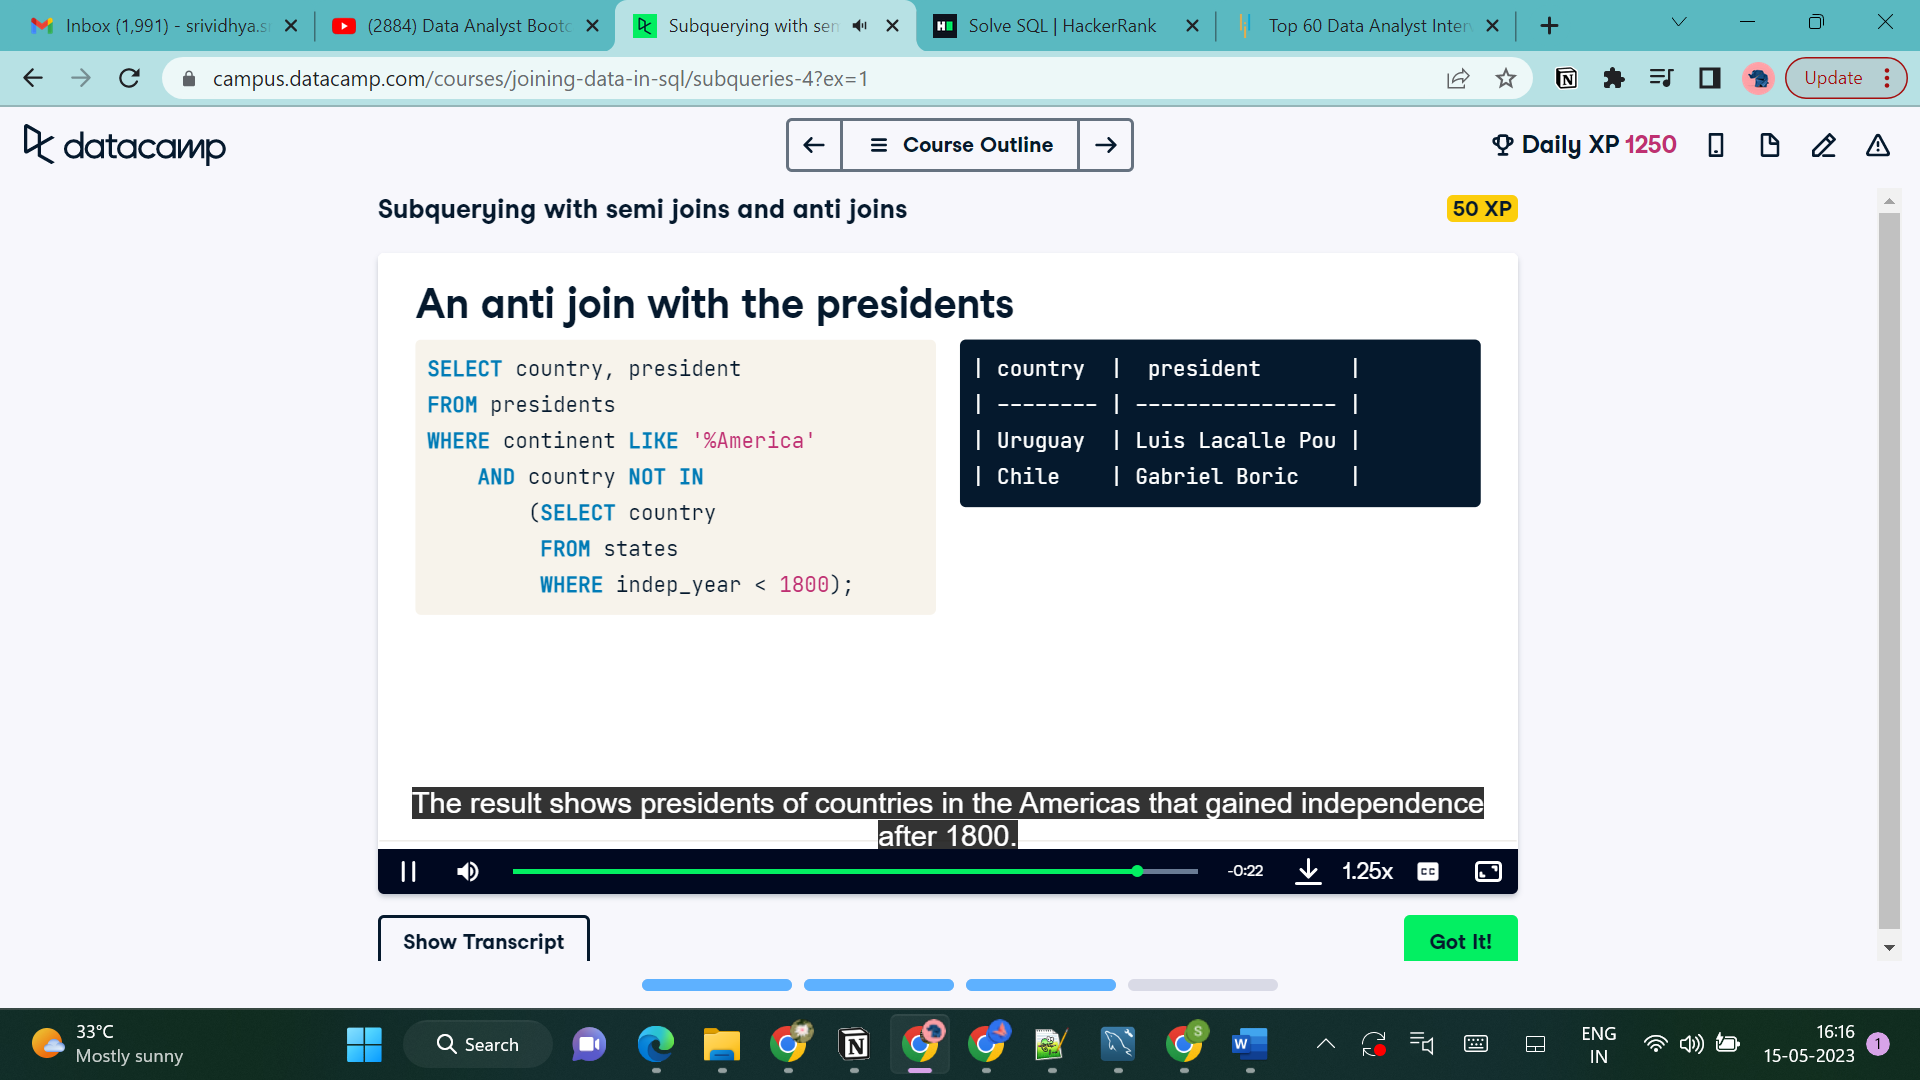 Inbox (1,991) - srividhya.s
(2884) Data Analyst Bootc
Subquerying with sem
Solve SQL | HackerRank
Top 60 Data Analyst Interv
campus.datacamp.com/courses/joining-data-in-sql/subqueries-4?ex=1
Update
datacamp
Course Outline
Daily XP 1250
Subquerying with semi joins and anti joins
50 XP
An anti join with the presidents
SELECT country, president
FROM presidents
WHERE continent LIKE '%America'
AND country NOT IN
(SELECT country
FROM states
WHERE indep_year < 1800);
| country | president |
| -------- | ---------------- |
| Uruguay | Luis Lacalle Pou |
| Chile | Gabriel Boric |
The result shows presidents of countries in the Americas that gained independence
after 1800.
-0:22
1.25x
CC
Show Transcript
Got It!
33°C
Mostly sunny
Search
ENG
IN
16:16
15-05-2023
1